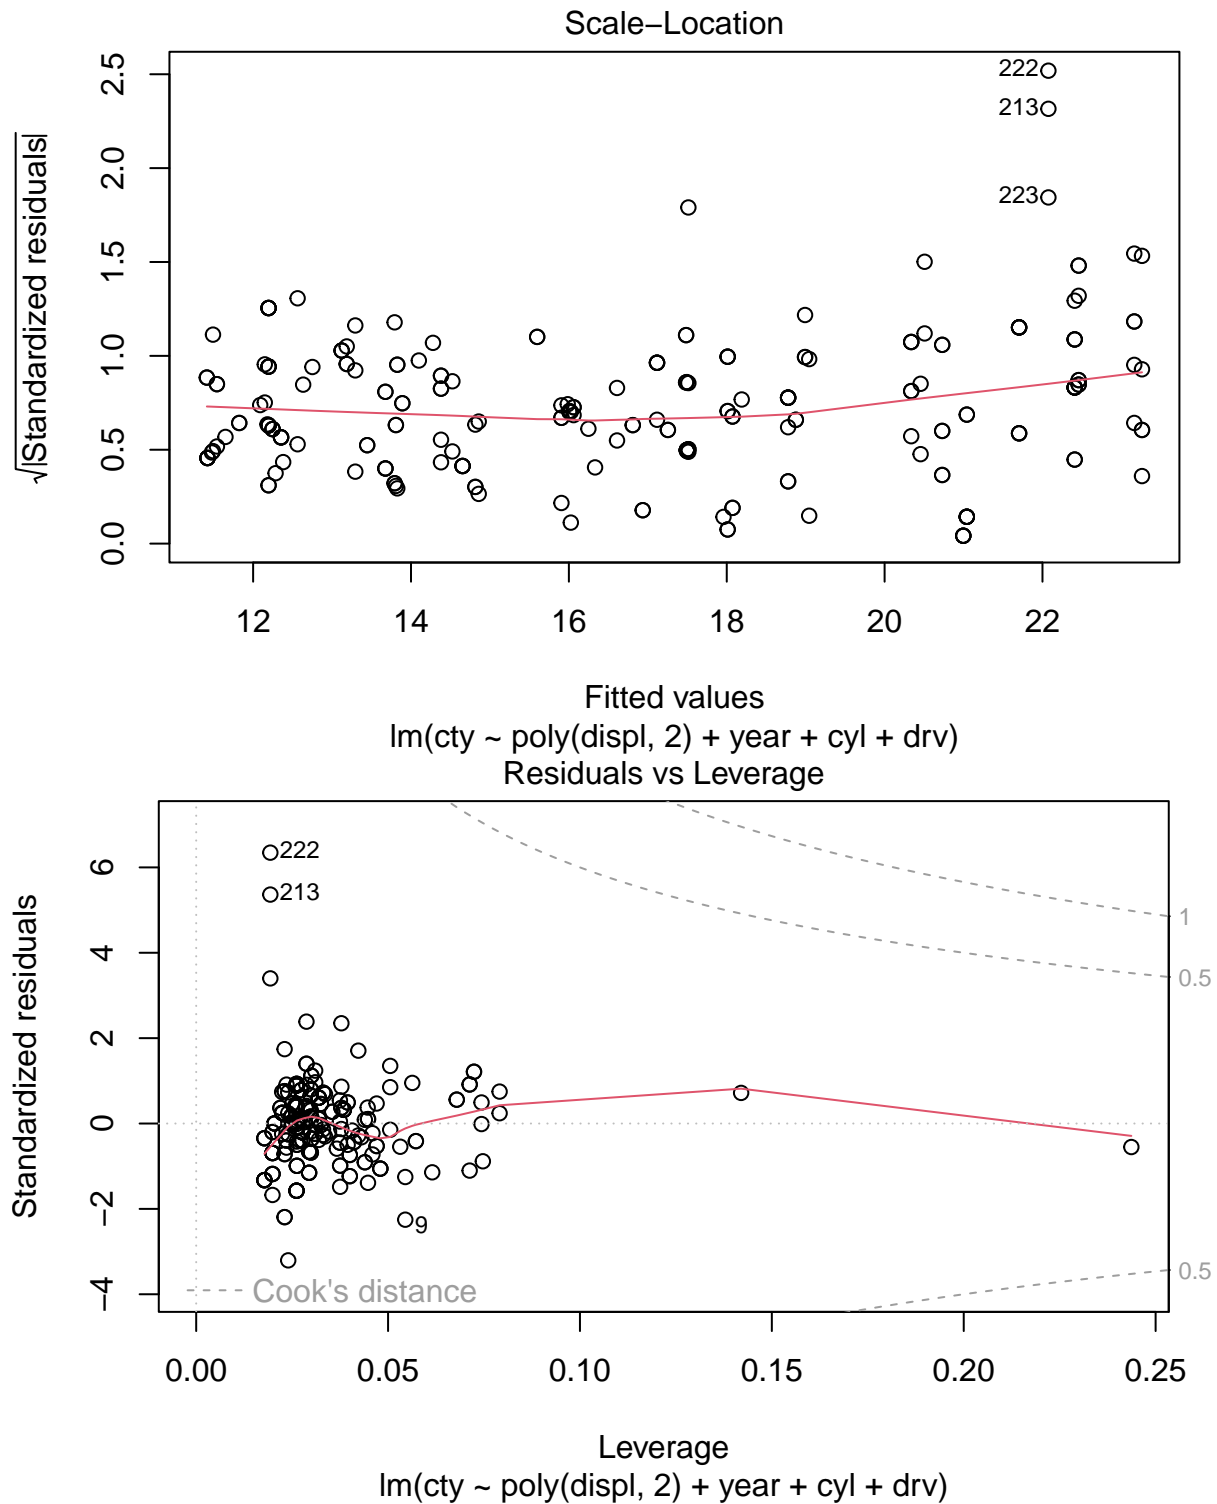 Scale−Location
√|Standardized residuals|
2.5
2.0
1.5
1.0
0.5
0.0
222
213
223
12 14 16 18 20 22
Fitted values
lm(cty ~ poly(displ, 2) + year + cyl + drv)
Residuals vs Leverage
Standardized residuals
6
4
2
0
−2
−4
222
213
9
1
0.5
0.5
Cook's distance
0.00 0.05 0.10 0.15 0.20 0.25
Leverage
lm(cty ~ poly(displ, 2) + year + cyl + drv)